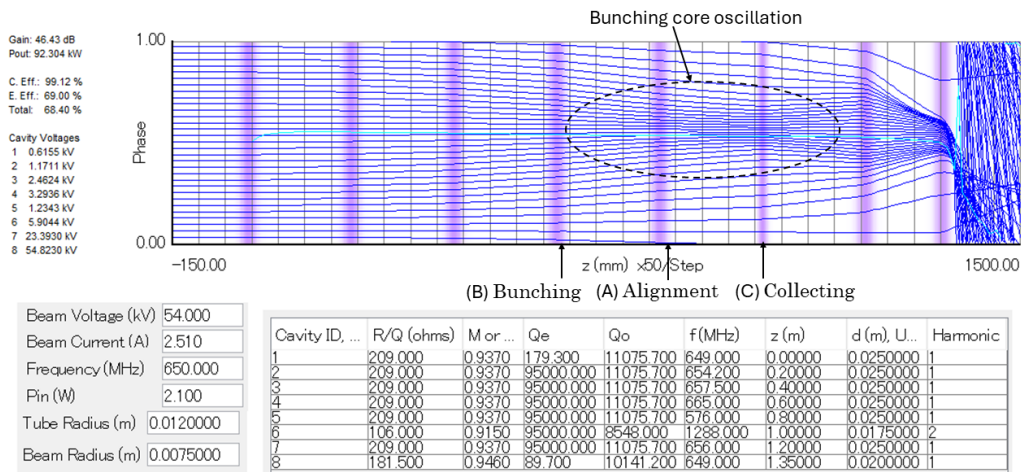 Bunching core oscillation
Gain: 46.43 dB
Pout: 92.304 kW
C. Eff.: 99.12 %
E. Eff.: 69.00 %
Total: 68.40 %
Cavity Voltages
1 0.6155 kV
2 1.1711 kV
3 2.4624 kV
4 3.2936 kV
5 1.2343 kV
6 5.9044 kV
7 23.3930 kV
8 54.8230 kV
1.00
Phase
0.00
-150.00 z (mm) ×50/Step 1500.00
(B) Bunching (A) Alignment (C) Collecting
Beam Voltage (kV) 54.000
Beam Current (A) 2.510
Frequency (MHz) 650.000
Pin (W) 2.100
Tube Radius (m) 0.0120000
Beam Radius (m) 0.0075000
Cavity ID, ... R/Q (ohms) M or ... Qe Qo f (MHz) z (m) d (m), U... Harmonic
1 209.000 0.9370 179.300 11075.700 649.000 0.00000 0.0250000 1
2 209.000 0.9370 95000.000 11075.700 654.200 0.20000 0.0250000 1
3 209.000 0.9370 95000.000 11075.700 657.500 0.40000 0.0250000 1
4 209.000 0.9370 95000.000 11075.700 665.000 0.60000 0.0250000 1
5 209.000 0.9370 95000.000 11075.700 576.000 0.80000 0.0250000 1
6 106.000 0.9150 95000.000 8548.000 1288.000 1.00000 0.0175000 2
7 209.000 0.9370 95000.000 11075.700 656.000 1.20000 0.0250000 1
8 181.500 0.9460 89.700 10141.200 649.000 1.35000 0.0200000 1